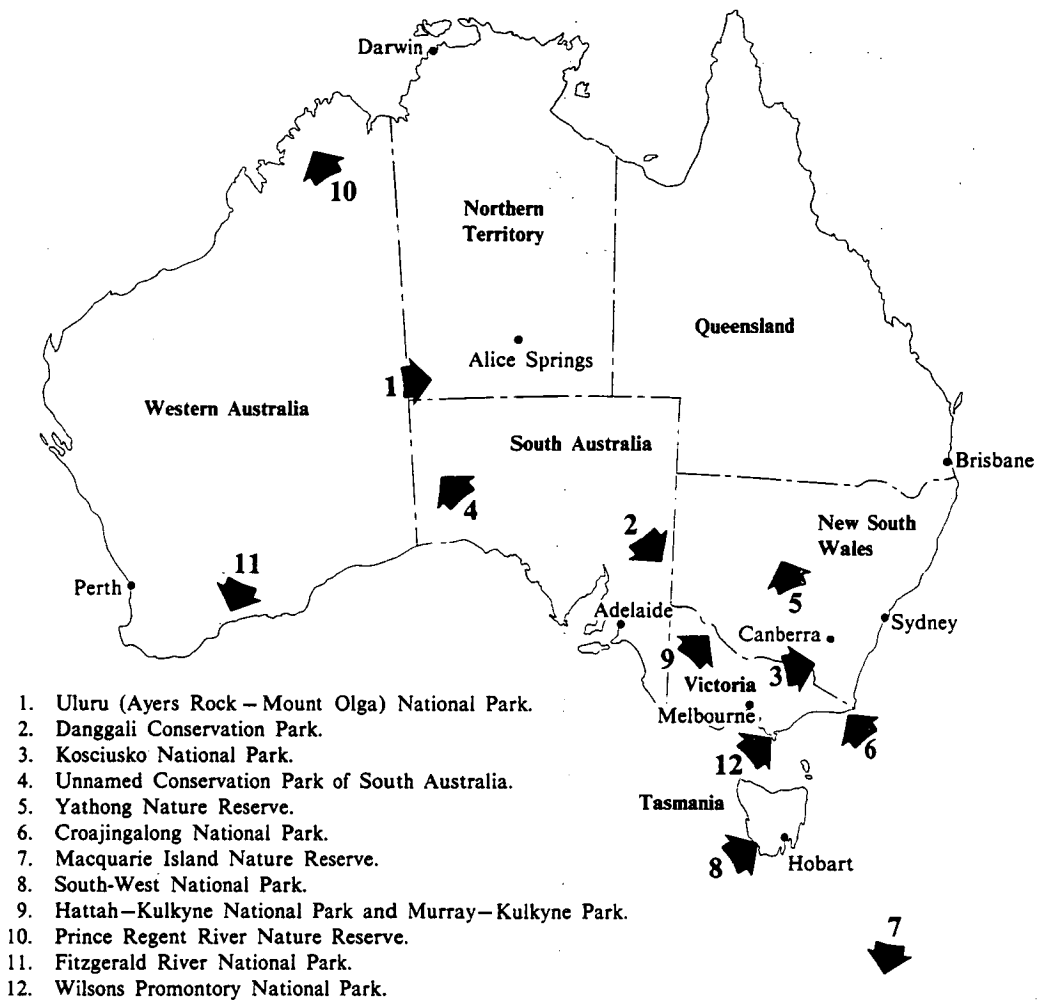 Darwin
10
Northern
Territory
Queensland
Alice Springs
1
Western Australia
South Australia
Brisbane
4
2
New South
Wales
11
Perth
5
Adelaide
Sydney
Canberra
9
3
Victoria
Melbourne
6
12
Tasmania
8
Hobart
7
1. Uluru (Ayers Rock – Mount Olga) National Park.
2. Danggali Conservation Park.
3. Kosciusko National Park.
4. Unnamed Conservation Park of South Australia.
5. Yathong Nature Reserve.
6. Croajingalong National Park.
7. Macquarie Island Nature Reserve.
8. South-West National Park.
9. Hattah–Kulkyne National Park and Murray–Kulkyne Park.
10. Prince Regent River Nature Reserve.
11. Fitzgerald River National Park.
12. Wilsons Promontory National Park.